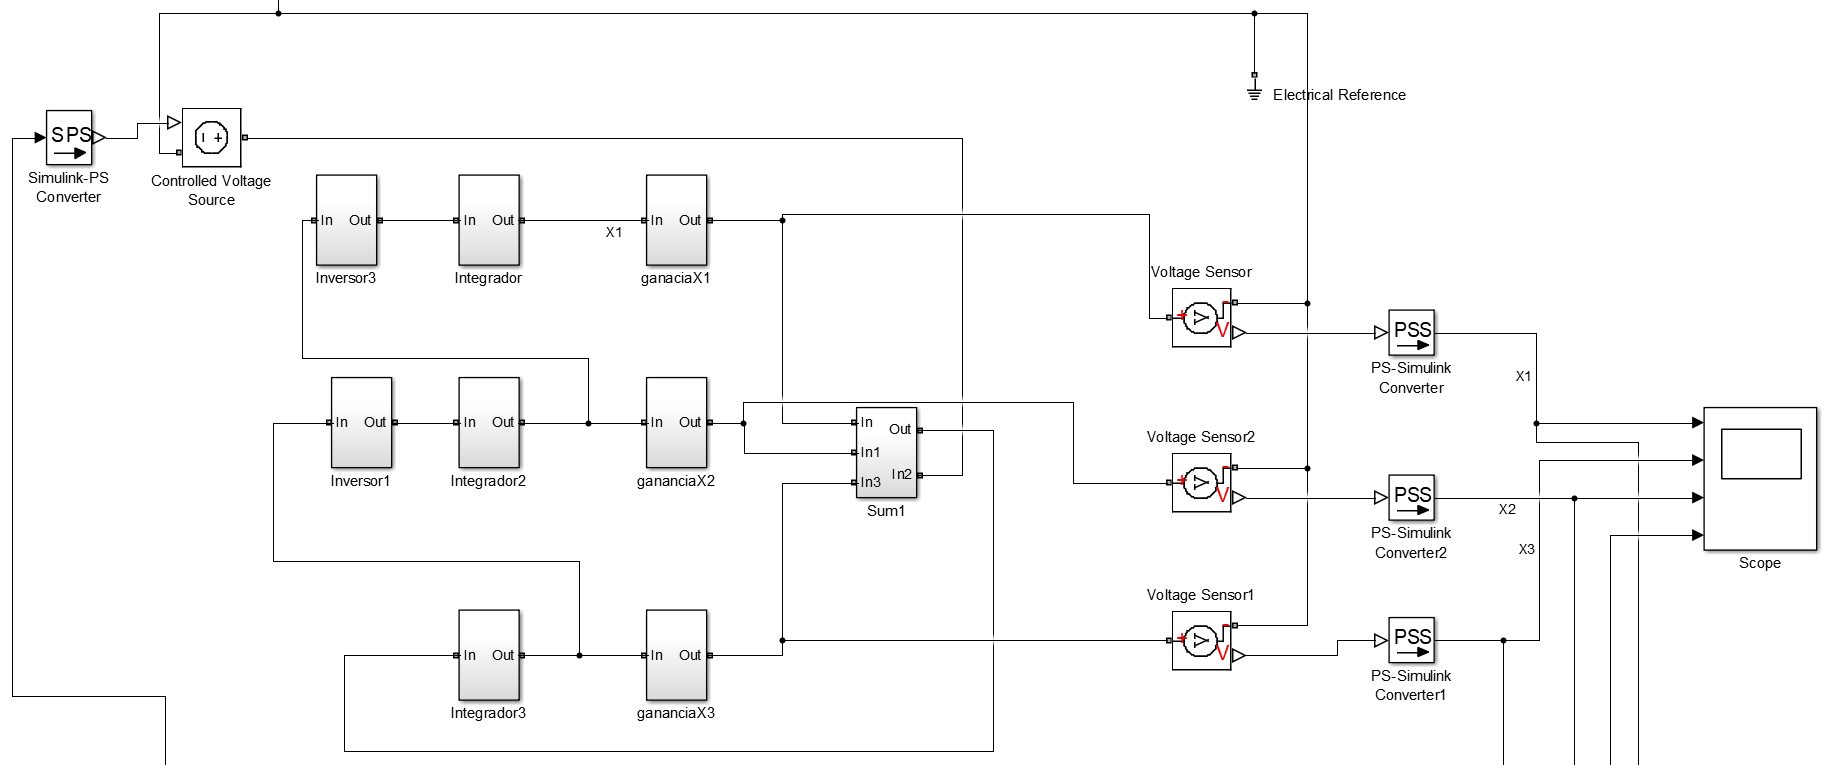 Electrical Reference
SPS
Simulink-PS
Converter
Controlled Voltage
Source
In Out
Inversor3
In Out
Integrador
X1
In Out
ganaciaX1
Voltage Sensor
V
PSS
PS-Simulink
Converter
X1
In Out
Inversor1
In Out
Integrador2
In Out
gananciaX2
In
Out
In1
In2
In3
Sum1
Voltage Sensor2
V
PSS
PS-Simulink
Converter2
X2
X3
Scope
In Out
Integrador3
In Out
gananciaX3
Voltage Sensor1
V
PSS
PS-Simulink
Converter1